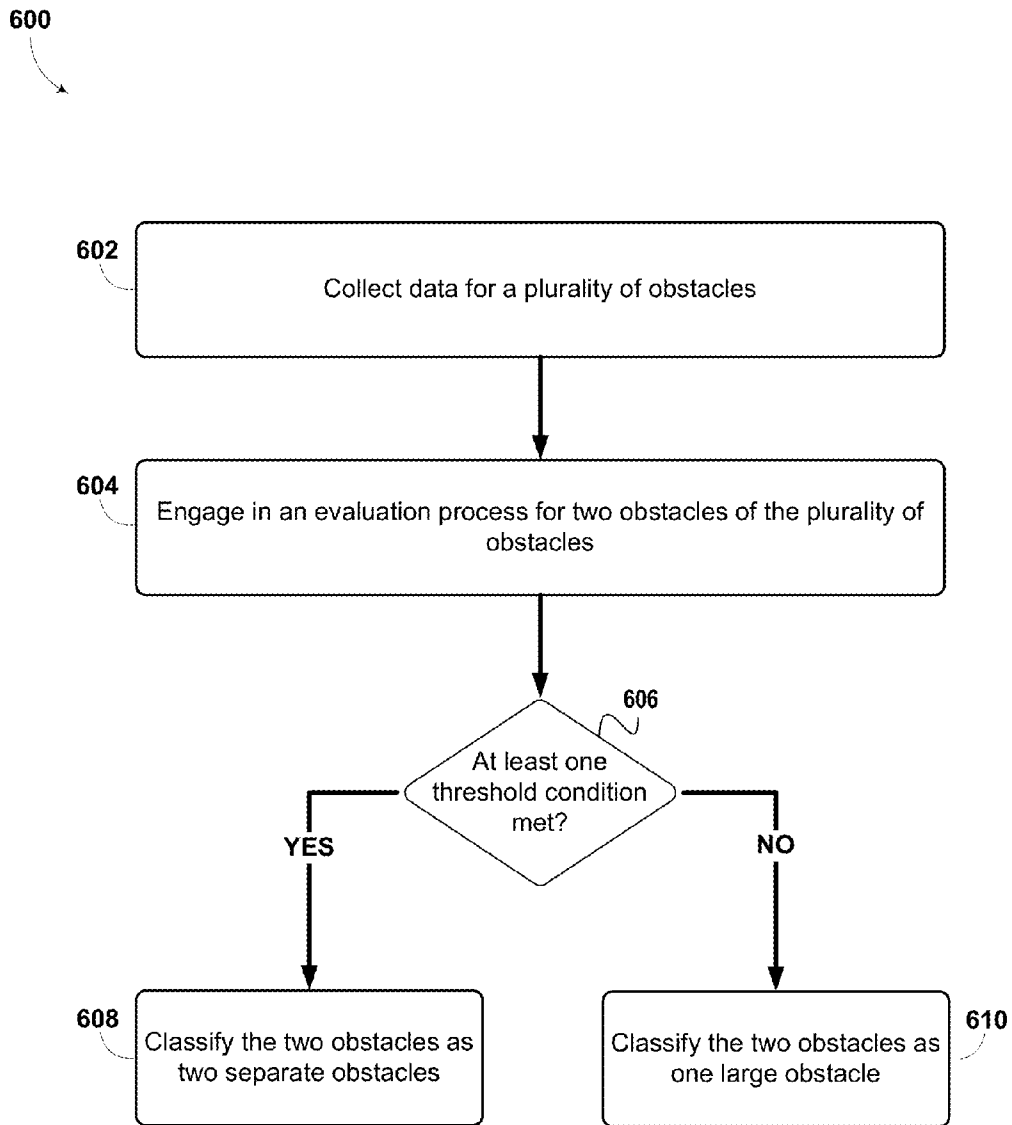 600
602
Collect data for a plurality of obstacles
604
Engage in an evaluation process for two obstacles of the plurality of
obstacles
606
At least one
threshold condition
met?
YES
NO
608
Classify the two obstacles as
two separate obstacles
Classify the two obstacles as
one large obstacle
610